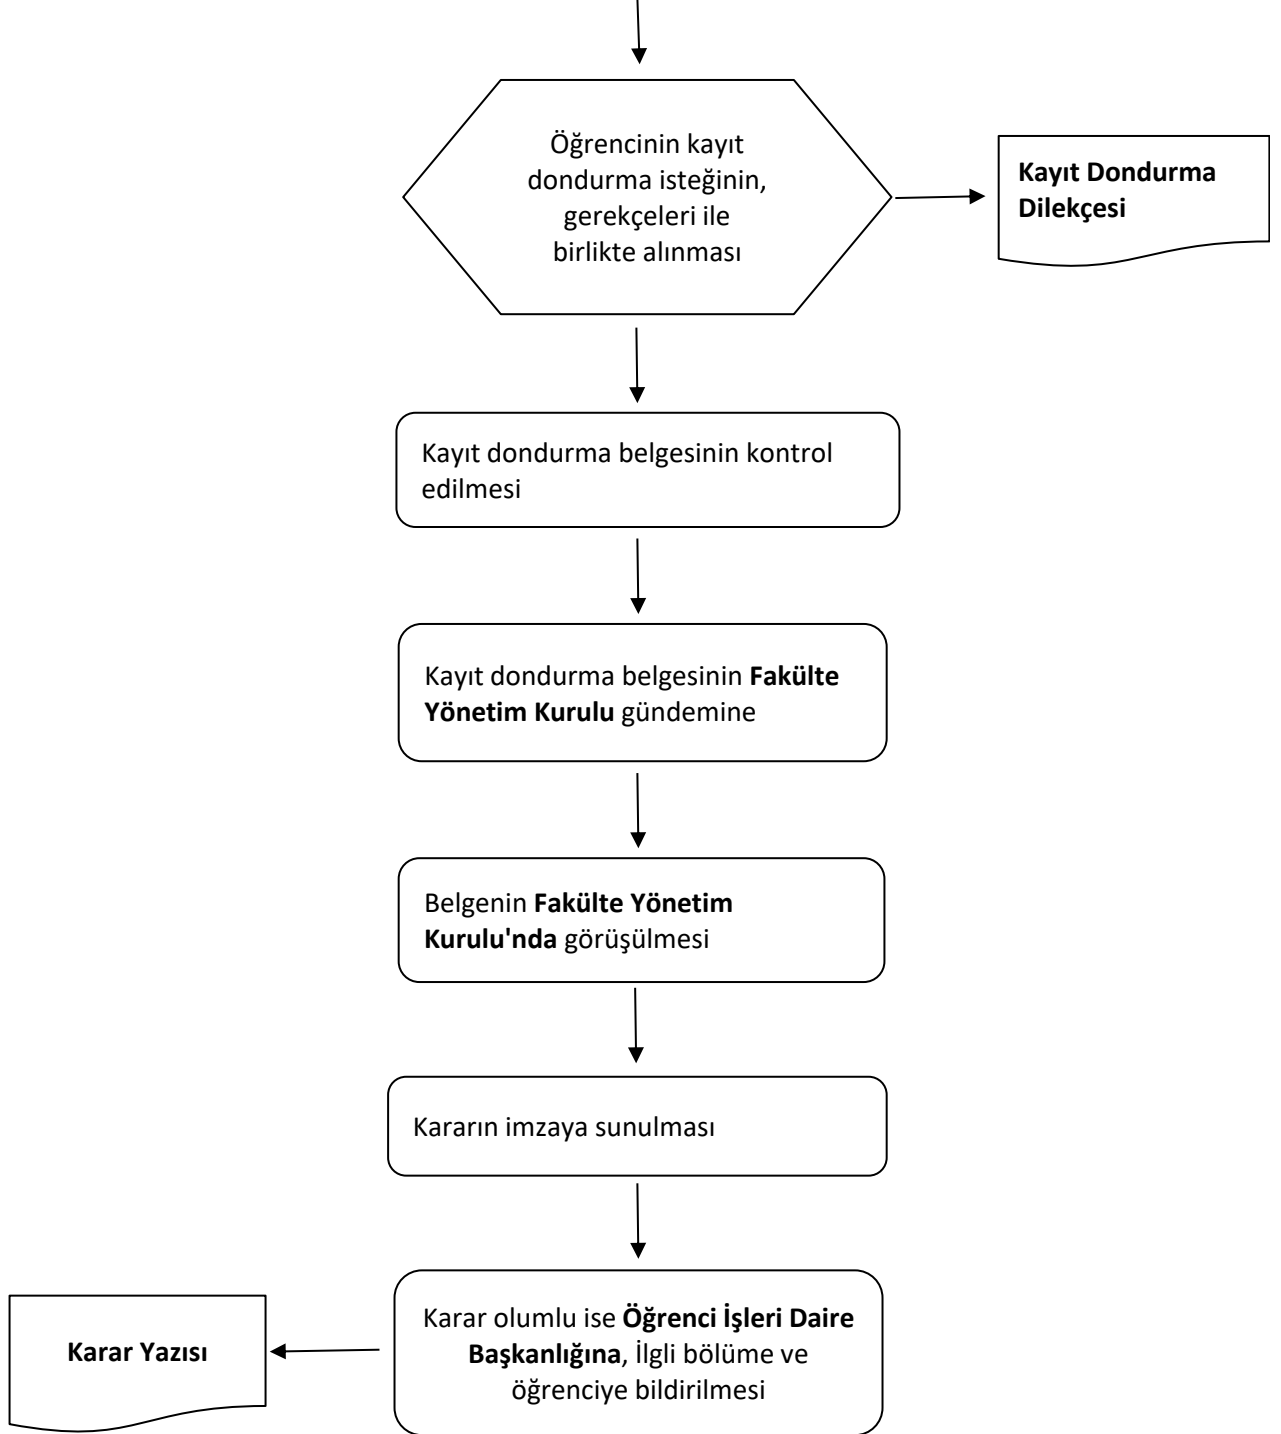 Öğrencinin kayıt
dondurma isteğinin,
gerekçeleri ile
birlikte alınması
Kayıt Dondurma
Dilekçesi
Kayıt dondurma belgesinin kontrol
edilmesi
Kayıt dondurma belgesinin Fakülte
Yönetim Kurulu gündemine
Belgenin Fakülte Yönetim
Kurulu'nda görüşülmesi
Kararın imzaya sunulması
Karar olumlu ise Öğrenci İşleri Daire
Başkanlığına, İlgli bölüme ve
öğrenciye bildirilmesi
Karar Yazısı